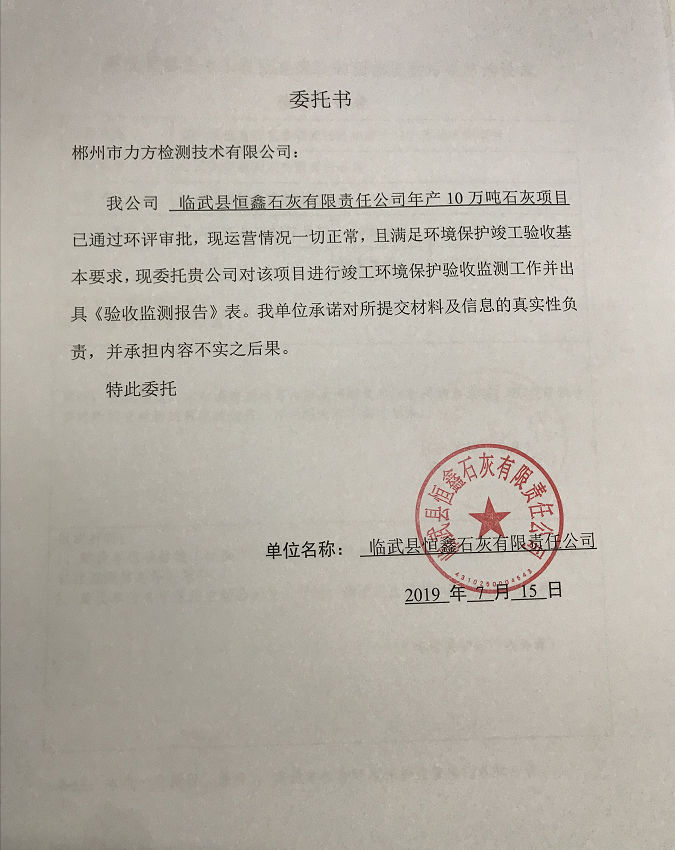 委托书
郴州市力方检测技术有限公司：
我公司 临武县恒鑫石灰有限责任公司年产 10 万吨石灰项目
已通过环评审批，现运营情况一切正常，且满足环境保护竣工验收基
本要求，现委托贵公司对该项目进行竣工环境保护验收监测工作并出
具《验收监测报告》表。我单位承诺对所提交材料及信息的真实性负
责，并承担内容不实之后果。
特此委托
临武县恒鑫石灰有限责任公司
单位名称： 临武县恒鑫石灰有限责任公司
2019 年 7 月 15 日